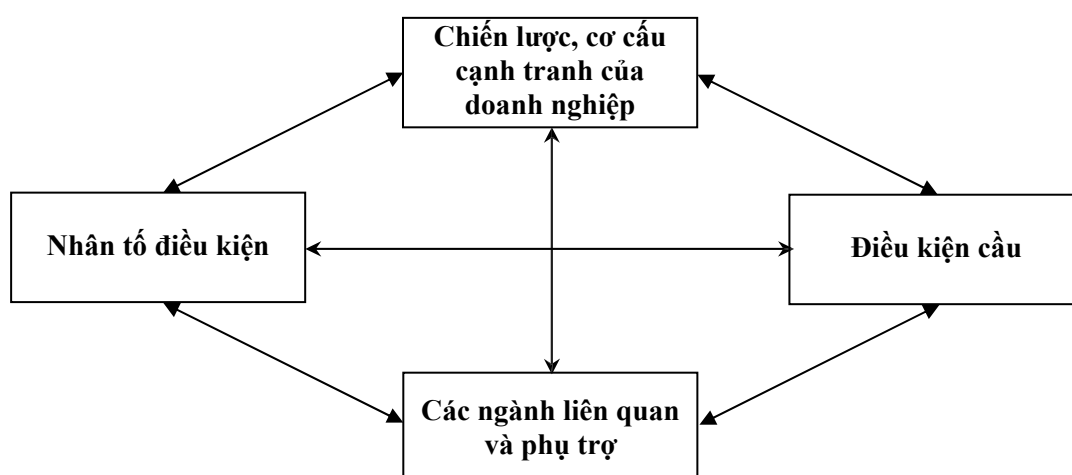 Chiến lược, cơ cấu
cạnh tranh của
doanh nghiệp
Nhân tố điều kiện
Điều kiện cầu
Các ngành liên quan
và phụ trợ